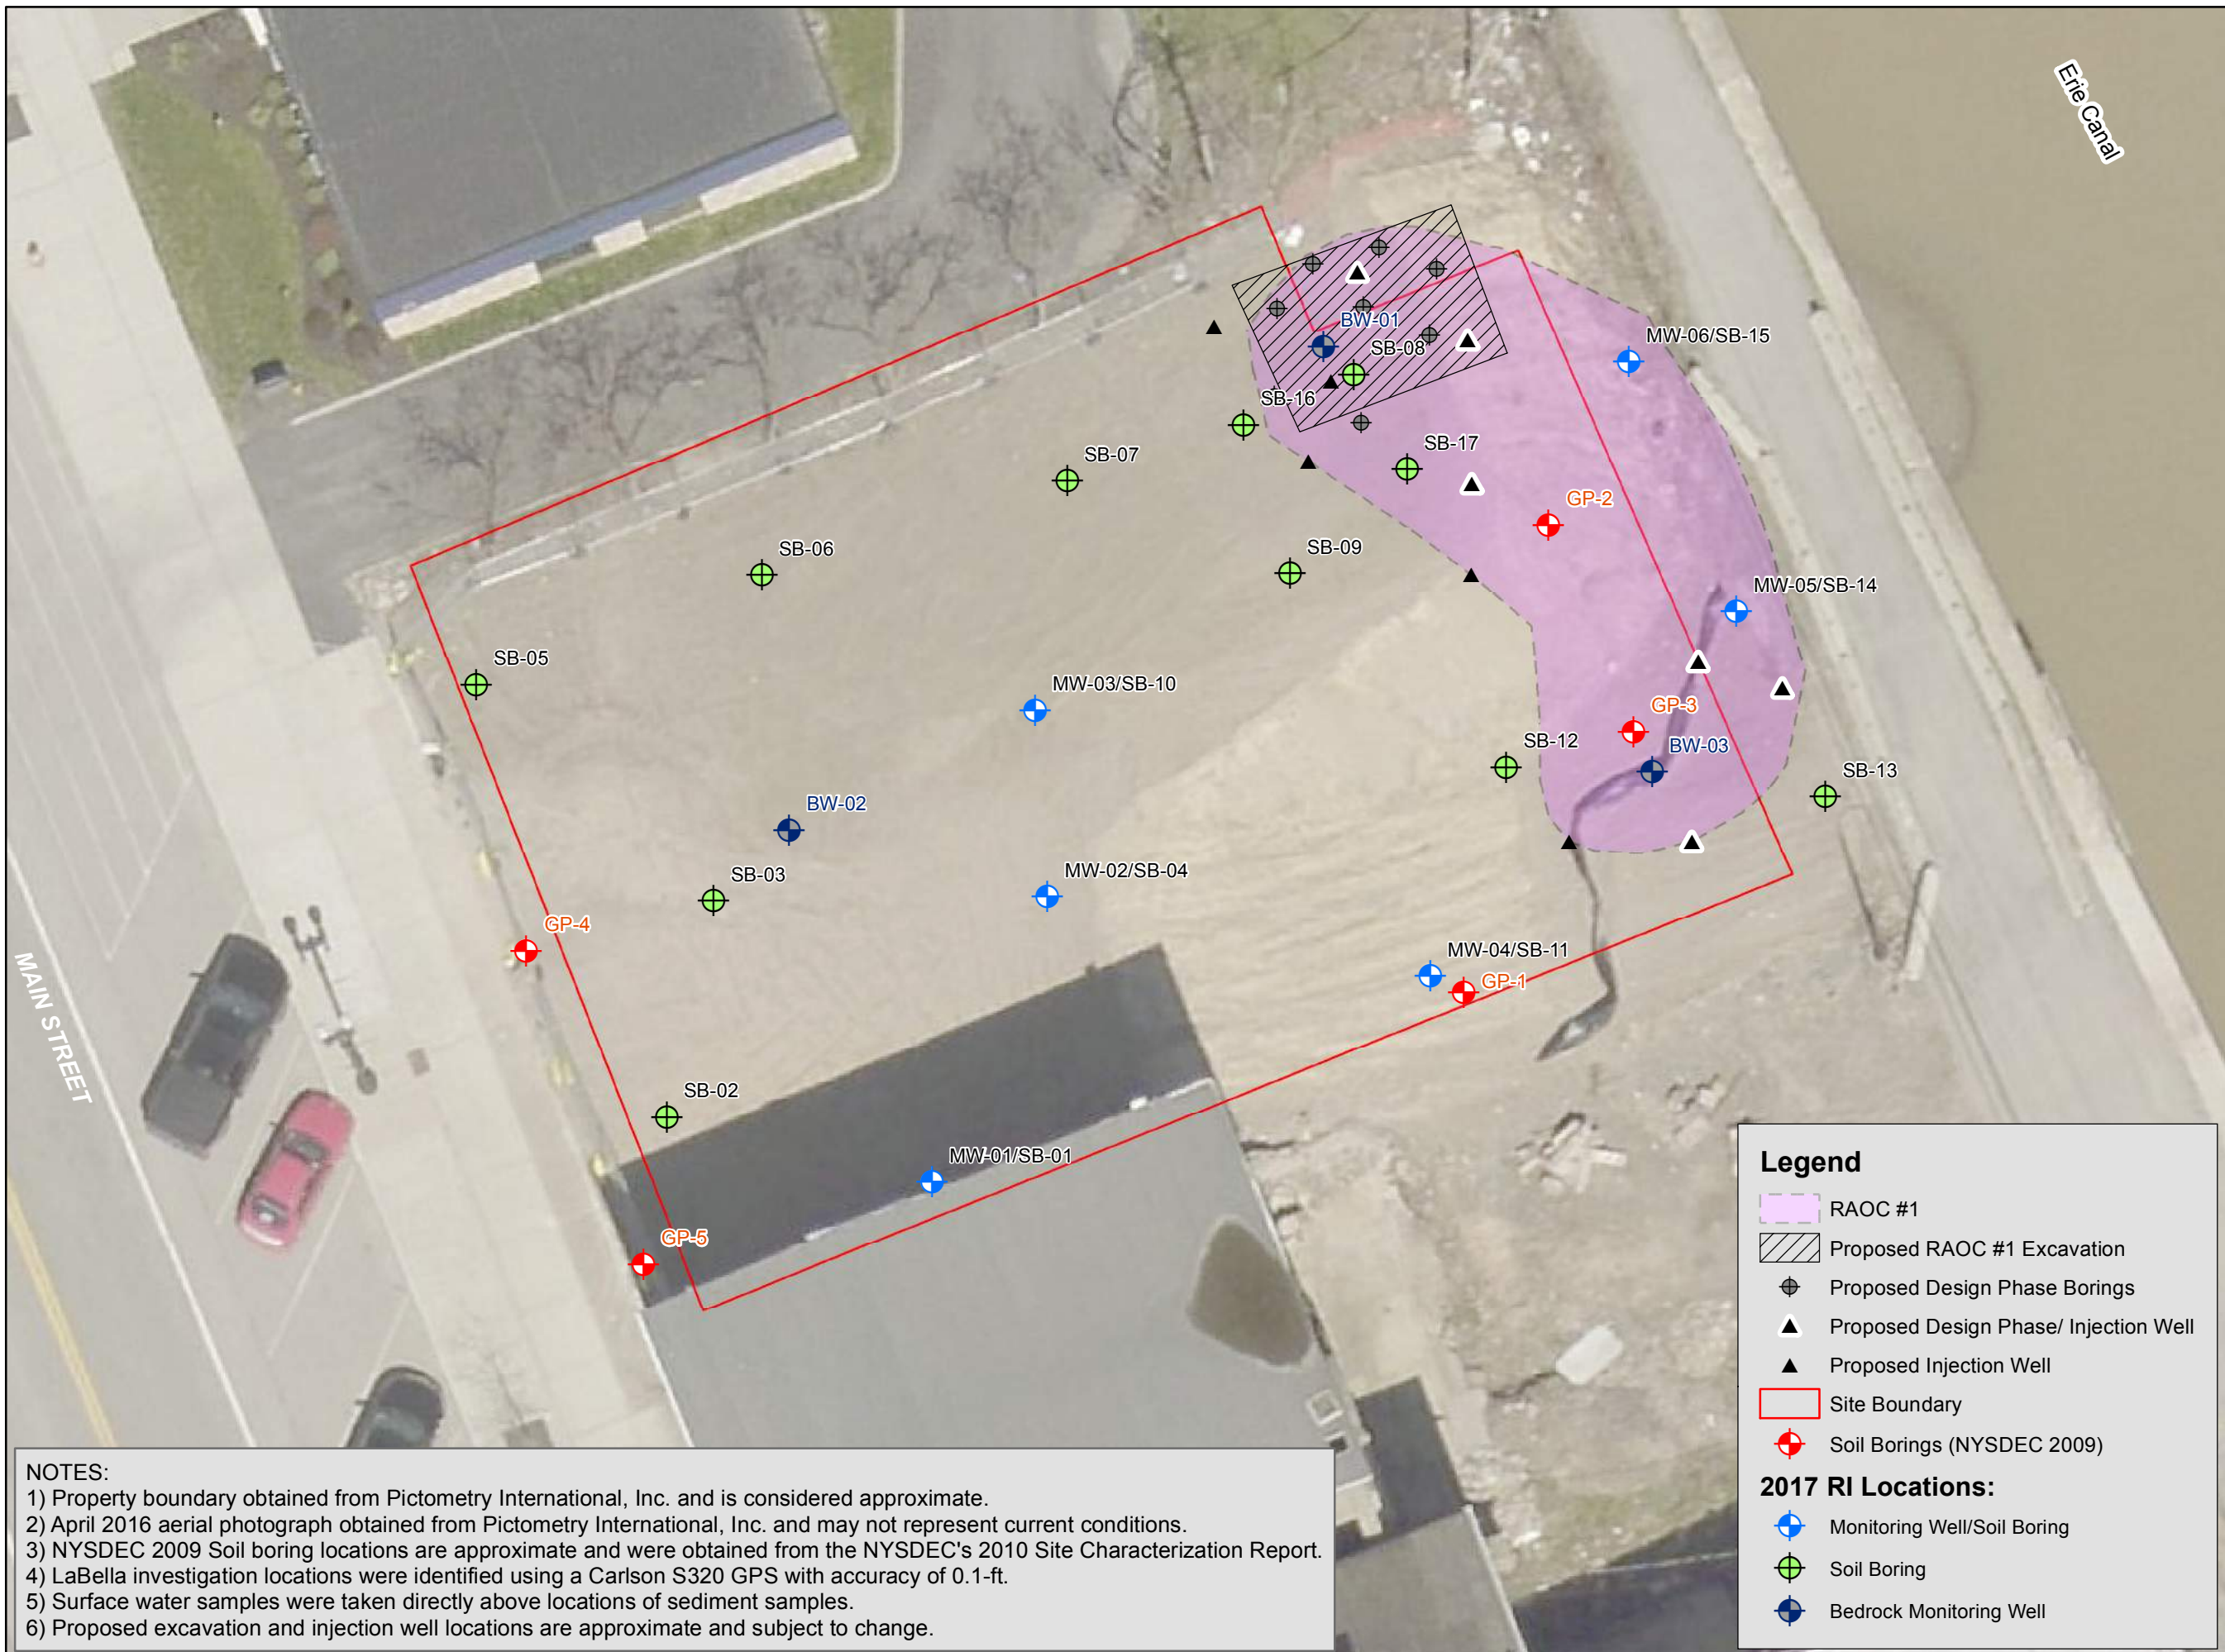 Erie Canal
BW-01
MW-06/SB-15
SB-08
SB-16
SB-17
SB-07
GP-2
SB-06
SB-09
MW-05/SB-14
SB-05
MW-03/SB-10
GP-3
SB-12
BW-03
SB-13
BW-02
SB-03
MW-02/SB-04
GP-4
MW-04/SB-11
GP-1
MAIN STREET
SB-02
MW-01/SB-01
GP-5
Legend
RAOC #1
Proposed RAOC #1 Excavation
Proposed Design Phase Borings
Proposed Design Phase/ Injection Well
Proposed Injection Well
Site Boundary
Soil Borings (NYSDEC 2009)
2017 RI Locations:
Monitoring Well/Soil Boring
Soil Boring
Bedrock Monitoring Well
NOTES:
1) Property boundary obtained from Pictometry International, Inc. and is considered approximate.
2) April 2016 aerial photograph obtained from Pictometry International, Inc. and may not represent current conditions.
3) NYSDEC 2009 Soil boring locations are approximate and were obtained from the NYSDEC's 2010 Site Characterization Report.
4) LaBella investigation locations were identified using a Carlson S320 GPS with accuracy of 0.1-ft.
5) Surface water samples were taken directly above locations of sediment samples.
6) Proposed excavation and injection well locations are approximate and subject to change.